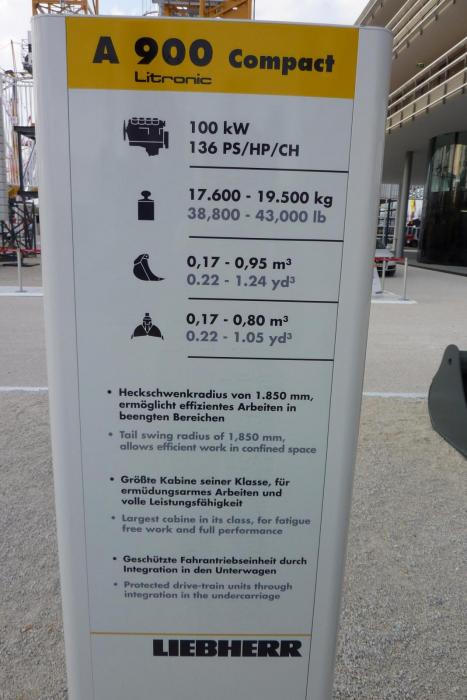 A 900 Compact
Litronic
100 kW
136 PS/HP/CH
17.600 - 19.500 kg
38,800 - 43,000 lb
0,17 - 0,95 m³
0.22 - 1.24 yd³
0,17 - 0,80 m³
0.22 - 1.05 yd³
• Heckschwenkradius von 1.850 mm,
ermöglicht effizientes Arbeiten in
beengten Bereichen
• Tail swing radius of 1,850 mm,
allows efficient work in confined space
• Größte Kabine seiner Klasse, für
ermüdungsarmes Arbeiten und
volle Leistungsfähigkeit
• Largest cabine in its class, for fatigue
free work and full performance
• Geschützte Fahrantriebseinheit durch
Integration in den Unterwagen
• Protected drive-train units through
integration in the undercarriage
LIEBHERR